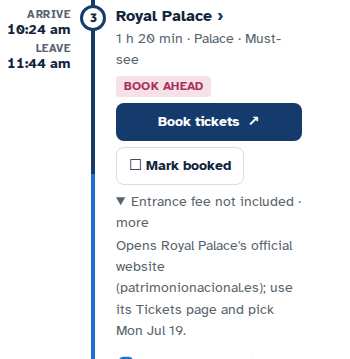 ARRIVE
10:24 am
LEAVE
11:44 am
3
Royal Palace ›
1 h 20 min · Palace · Must-
see
BOOK AHEAD
Book tickets ↗
☐ Mark booked
▼ Entrance fee not included ·
more
Opens Royal Palace's official
website
(patrimonionacional.es); use
its Tickets page and pick
Mon Jul 19.